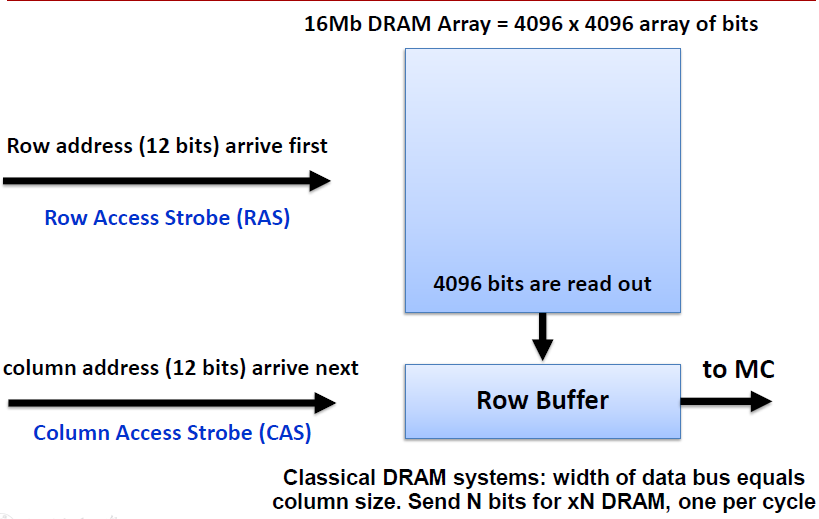 16Mb DRAM Array = 4096 x 4096 array of bits
Row address (12 bits) arrive first
Row Access Strobe (RAS)
4096 bits are read out
column address (12 bits) arrive next
Column Access Strobe (CAS)
Row Buffer
to MC
Classical DRAM systems: width of data bus equals
column size. Send N bits for xN DRAM, one per cycle